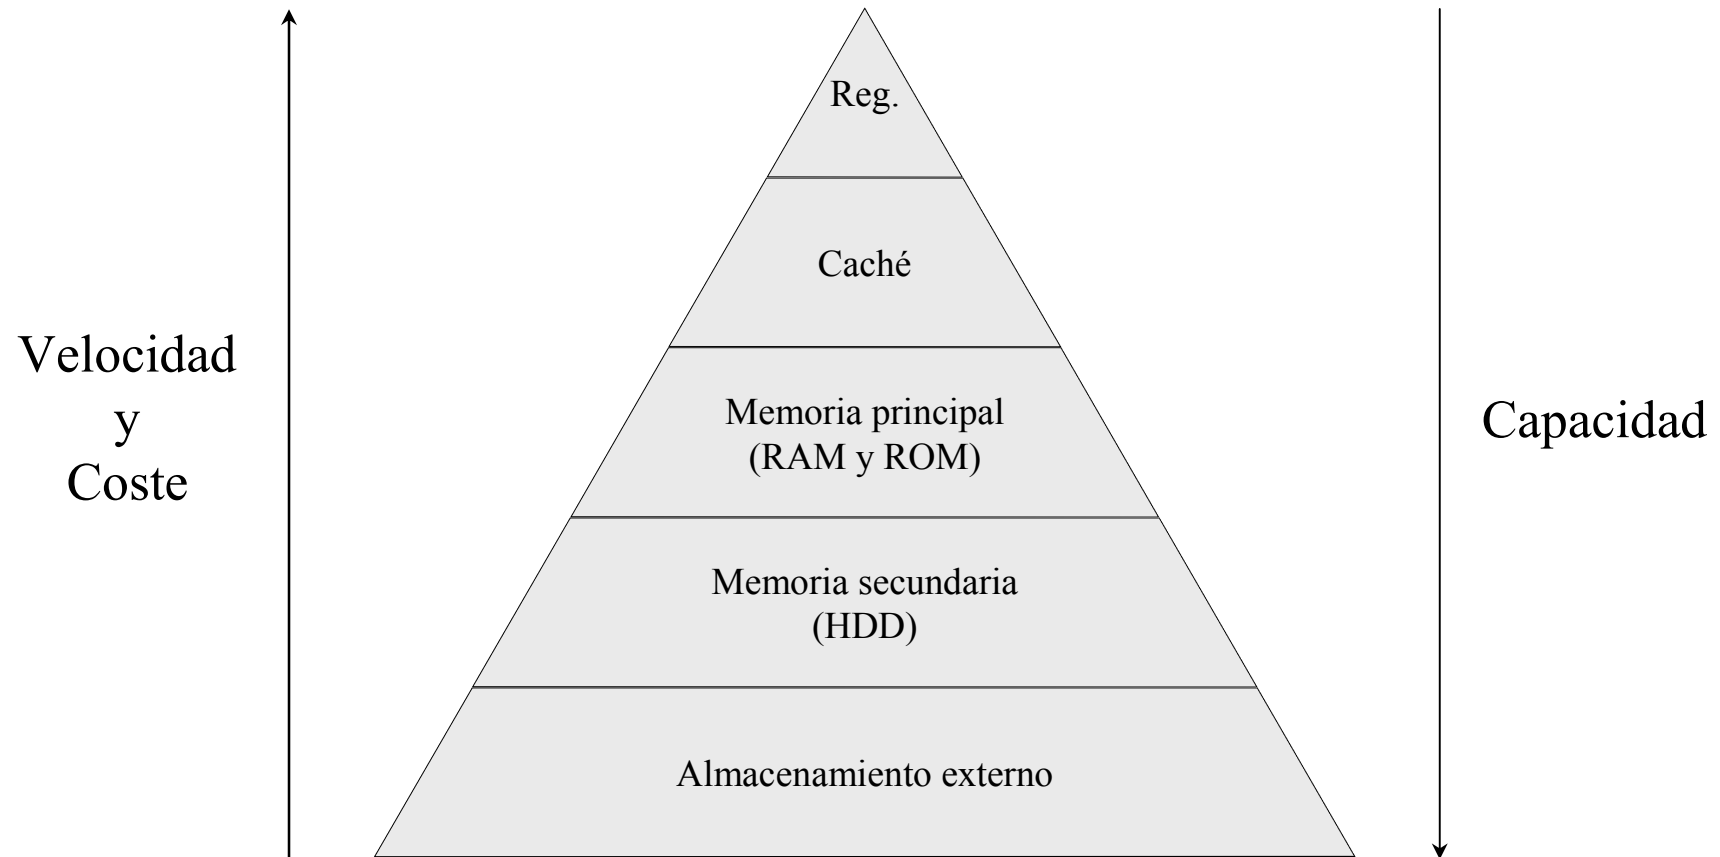 Reg.
Caché
Velocidad
y
Coste
Memoria principal
(RAM y ROM)
Capacidad
Memoria secundaria
(HDD)
Almacenamiento externo